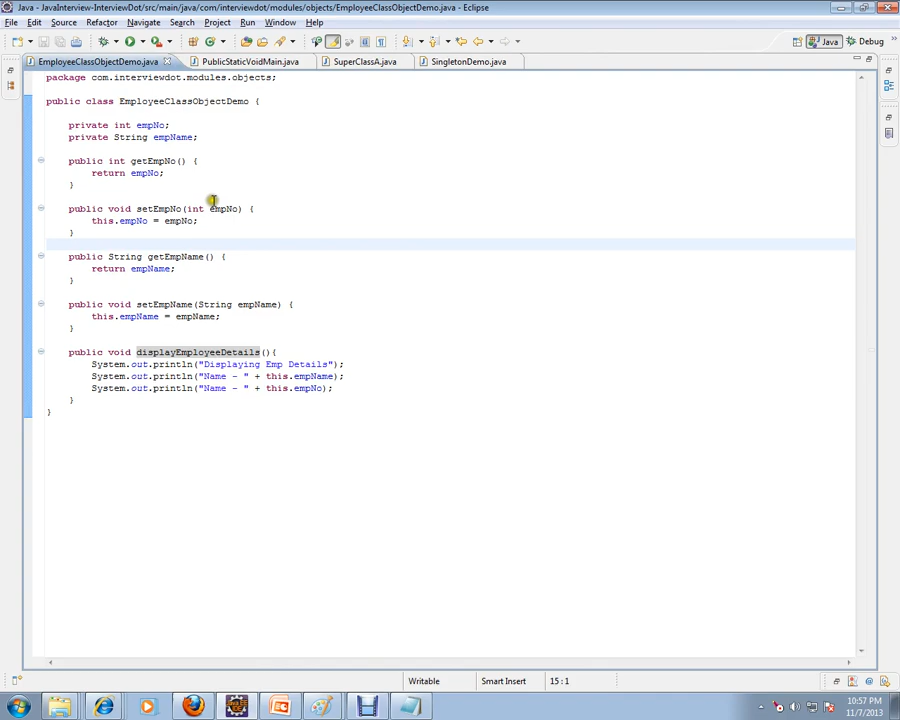 Java - JavaInterview-InterviewDot/src/main/java/com/interviewdot/modules/objects/EmployeeClassObjectDemo.java - Eclipse
File Edit Source Refactor Navigate Search Project Run Window Help
Java Debug
EmployeeClassObjectDemo.java PublicStaticVoidMain.java SuperClassA.java SingletonDemo.java
package com.interviewdot.modules.objects;
public class EmployeeClassObjectDemo {
private int empNo;
private String empName;
public int getEmpNo() {
return empNo;
}
public void setEmpNo(int empNo) {
this.empNo = empNo;
}
public String getEmpName() {
return empName;
}
public void setEmpName(String empName) {
this.empName = empName;
}
public void displayEmployeeDetails(){
System.out.println("Displaying Emp Details");
System.out.println("Name - " + this.empName);
System.out.println("Name - " + this.empNo);
}
}
Writable Smart Insert 15 : 1
10:57 PM
11/7/2013